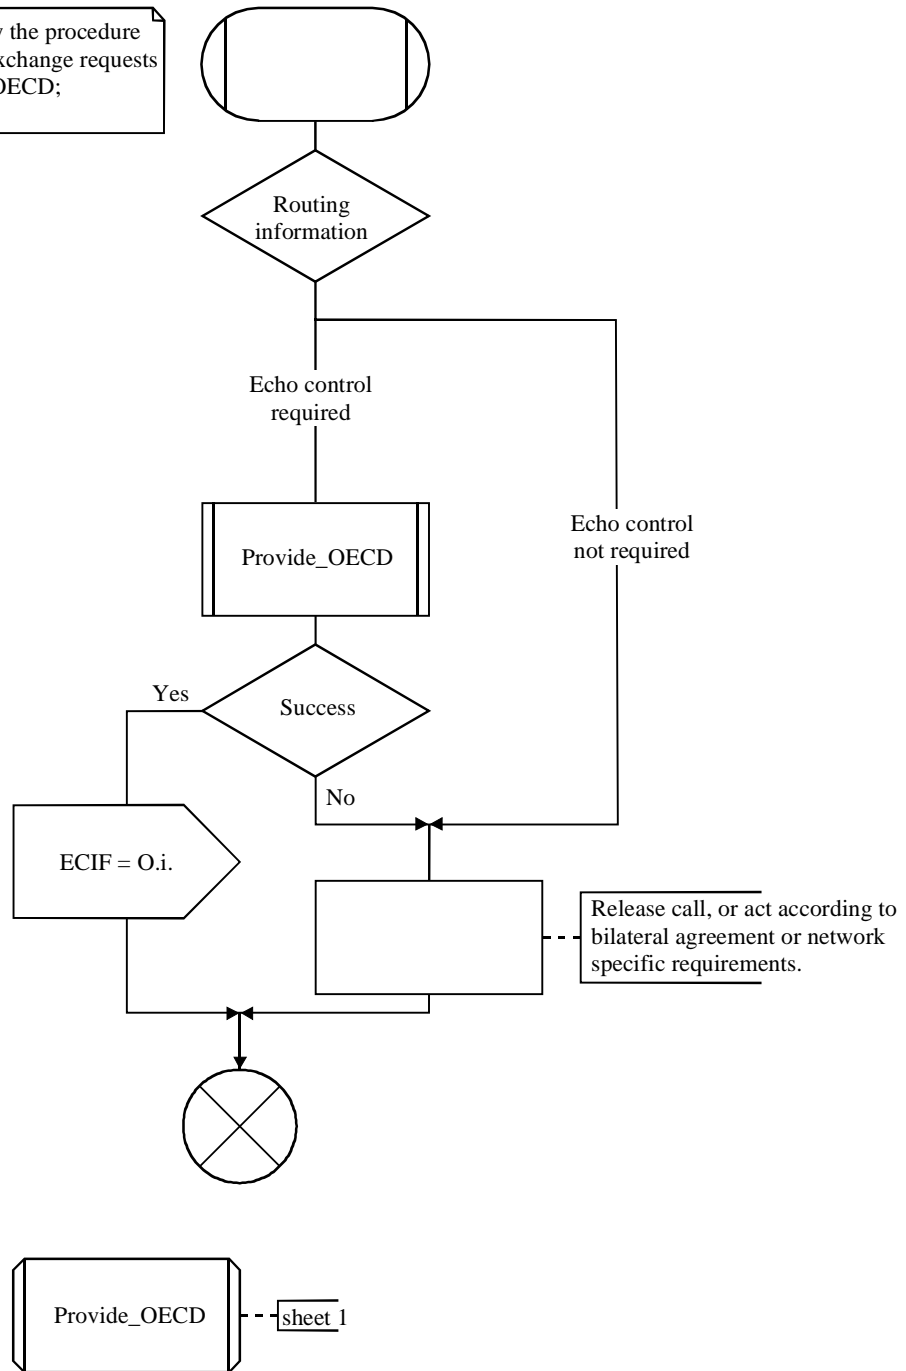 the procedure
exchange requests
OECD;
Routing
information
Echo control
required
Echo control
not required
Provide_OECD
Yes
Success
No
ECIF = O.i.
Release call, or act according to
bilateral agreement or network
specific requirements.
Provide_OECD
sheet 1